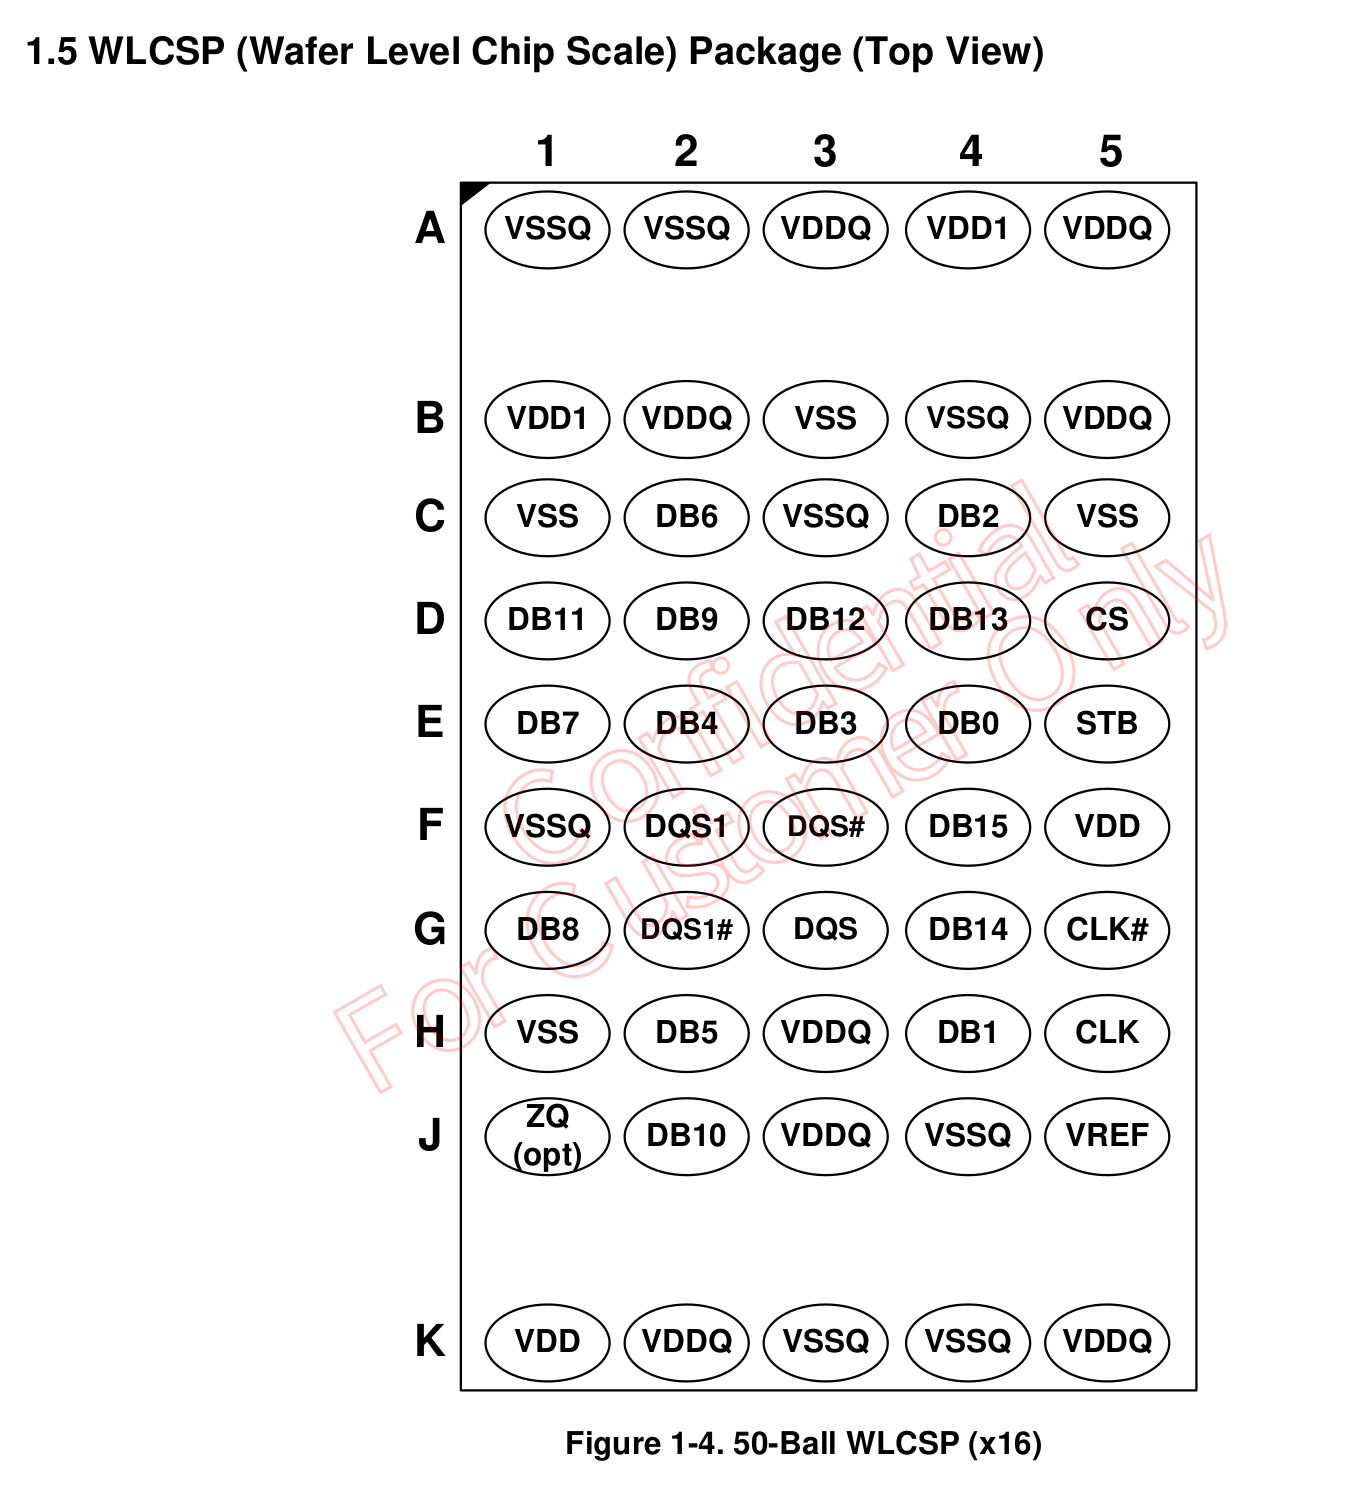 1.5 WLCSP (Wafer Level Chip Scale) Package (Top View)
1 2 3 4 5
A VSSQ VSSQ VDDQ VDD1 VDDQ
B VDD1 VDDQ VSS VSSQ VDDQ
C VSS DB6 VSSQ DB2 VSS
D DB11 DB9 DB12 DB13 CS
E DB7 DB4 DB3 DB0 STB
F VSSQ DQS1 DQS# DB15 VDD
G DB8 DQS1# DQS DB14 CLK#
H VSS DB5 VDDQ DB1 CLK
J ZQ (opt) DB10 VDDQ VSSQ VREF
K VDD VDDQ VSSQ VSSQ VDDQ
Confidential
For Customer Only
Figure 1-4. 50-Ball WLCSP (x16)